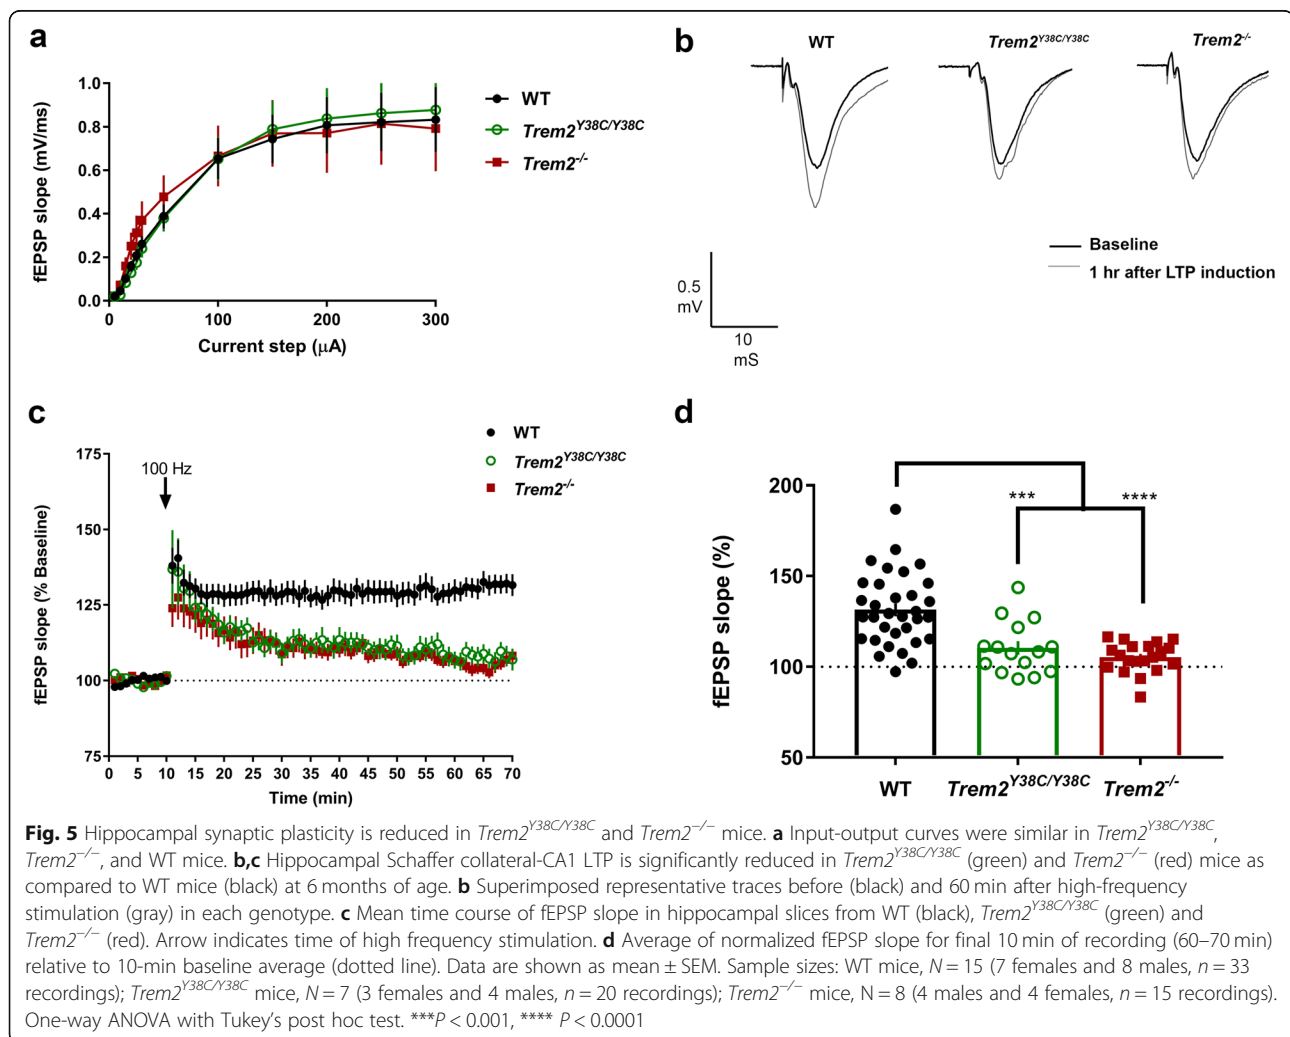 a
1.0
0.8
0.6
0.4
0.2
0.0
fEPSP slope (mV/ms)
0
100
200
300
Current step (μA)
WT
Trem2Y38C/Y38C
Trem2-/-
b
WT
Trem2Y38C/Y38C
Trem2-/-
Baseline
1 hr after LTP induction
0.5
mV
10
mS
c
WT
Trem2Y38C/Y38C
Trem2-/-
100 Hz
175
150
125
100
75
fEPSP slope (% Baseline)
0 5 10 15 20 25 30 35 40 45 50 55 60 65 70
Time (min)
d
200
150
100
50
fEPSP slope (%)
***
****
WT
Trem2Y38C/Y38C
Trem2-/-
Fig. 5 Hippocampal synaptic plasticity is reduced in Trem2Y38C/Y38C and Trem2−/− mice. a Input-output curves were similar in Trem2Y38C/Y38C,
Trem2−/−, and WT mice. b,c Hippocampal Schaffer collateral-CA1 LTP is significantly reduced in Trem2Y38C/Y38C (green) and Trem2−/− (red) mice as
compared to WT mice (black) at 6 months of age. b Superimposed representative traces before (black) and 60 min after high-frequency
stimulation (gray) in each genotype. c Mean time course of fEPSP slope in hippocampal slices from WT (black), Trem2Y38C/Y38C (green) and
Trem2−/− (red). Arrow indicates time of high frequency stimulation. d Average of normalized fEPSP slope for final 10 min of recording (60–70 min)
relative to 10-min baseline average (dotted line). Data are shown as mean ± SEM. Sample sizes: WT mice, N = 15 (7 females and 8 males, n = 33
recordings); Trem2Y38C/Y38C mice, N = 7 (3 females and 4 males, n = 20 recordings); Trem2−/− mice, N = 8 (4 males and 4 females, n = 15 recordings).
One-way ANOVA with Tukey's post hoc test. ***P < 0.001, **** P < 0.0001